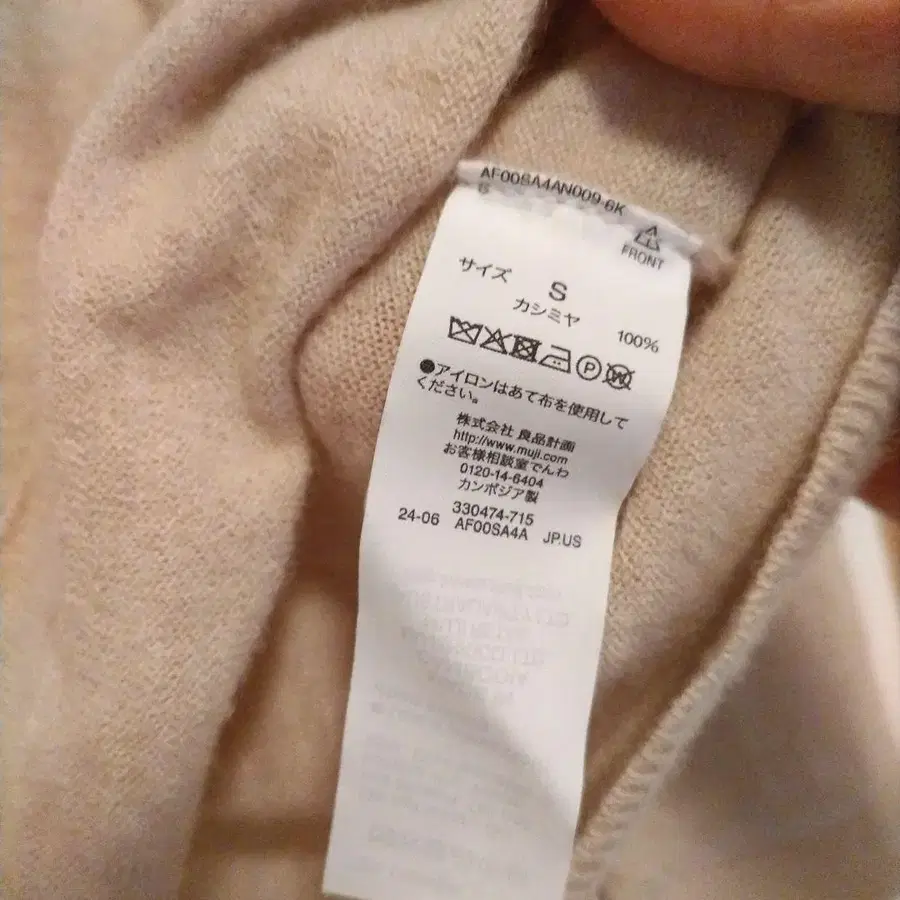 AF00SA4AN009-6K
S
FRONT
サイズ S
カシミヤ 100%
P W
●アイロンはあて布を使用して
ください。
株式会社 良品計画
http://www.muji.com
お客様相談室でんわ
0120-14-6404
カンボジア製
330474-715
24-06 AF00SA4A JP.US